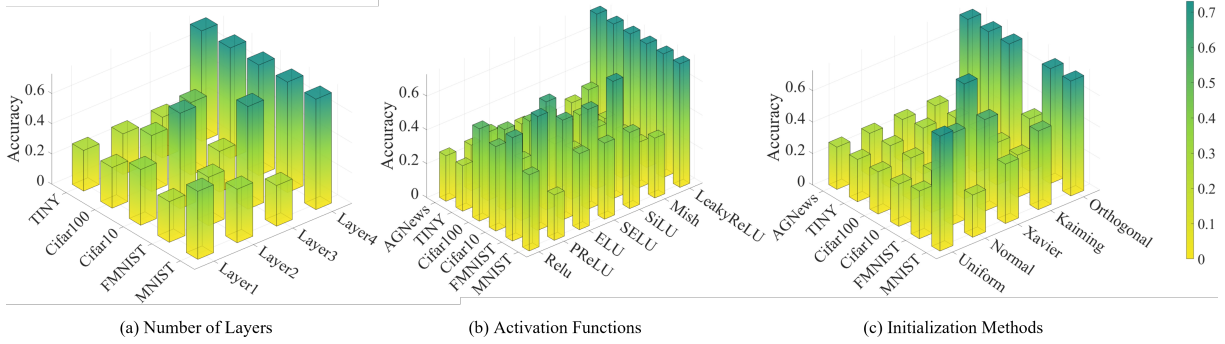 Accuracy
0.6
0.4
0.2
0
TINY
Cifar100
Cifar10
FMNIST
MNIST
Layer1
Layer2
Layer3
Layer4
(a) Number of Layers
Accuracy
0.6
0.4
0.2
0
AGNews
TINY
Cifar100
Cifar10
FMNIST
MNIST
Relu
PReLU
ELU
SELU
SiLU
Mish
LeakyReLU
(b) Activation Functions
Accuracy
0.6
0.4
0.2
0
AGNews
TINY
Cifar100
Cifar10
FMNIST
MNIST
Uniform
Normal
Xavier
Kaiming
Orthogonal
(c) Initialization Methods
0.7
0.6
0.5
0.4
0.3
0.2
0.1
0